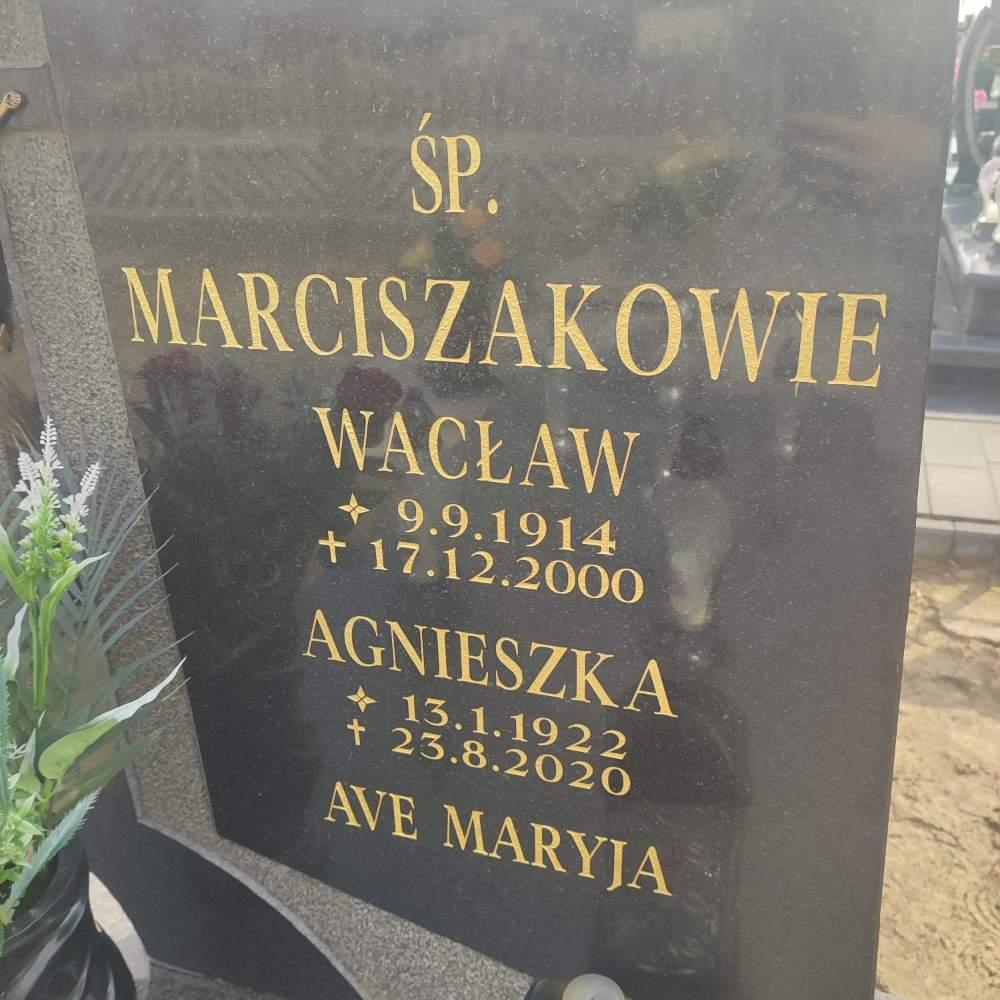 ŚP.
MARCISZAKOWIE
WACŁAW
✧ 9.9.1914
✝ 17.12.2000
AGNIESZKA
✧ 13.1.1922
✝ 23.8.2020
AVE MARYJA